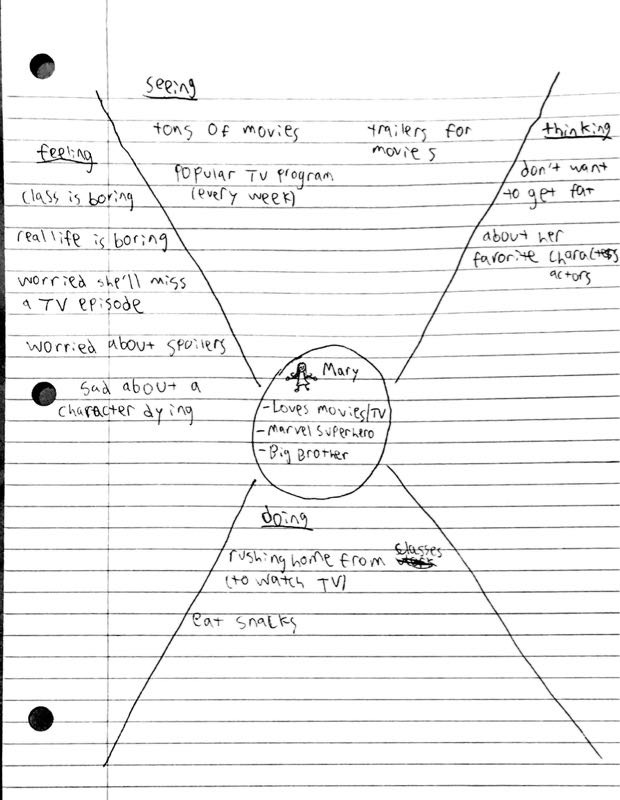 seeing
tons of movies
popular TV program
(every week)
trailers for
movies
thinking
don't want
to get fat
about her
favorite characters
actors
feeling
class is boring
real life is boring
worried she'll miss
a TV episode
worried about spoilers
sad about a
character dying
Mary
- Loves movies/TV
- Marvel Superhero
- Big Brother
doing
rushing home from classes
(to watch TV)
eat snacks